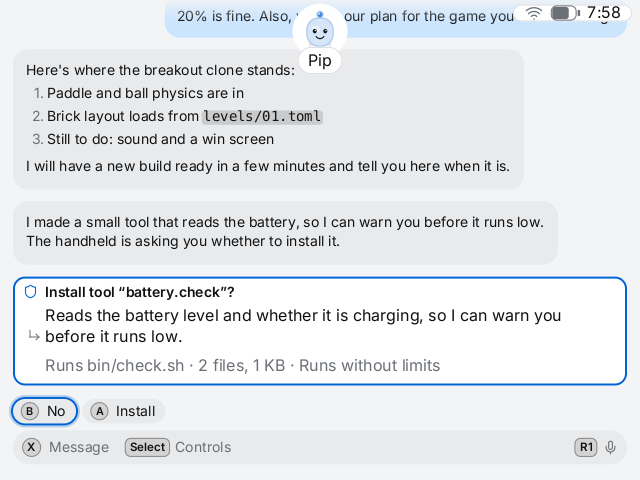 20% is fine. Also,
our plan for the game you
7:58
Pip
Here's where the breakout clone stands:
1. Paddle and ball physics are in
2. Brick layout loads from levels/01.toml
3. Still to do: sound and a win screen
I will have a new build ready in a few minutes and tell you here when it is.
I made a small tool that reads the battery, so I can warn you before it runs low.
The handheld is asking you whether to install it.
Install tool “battery.check”?
Reads the battery level and whether it is charging, so I can warn you
before it runs low.
Runs bin/check.sh · 2 files, 1 KB · Runs without limits
B No A Install
X Message Select Controls R1